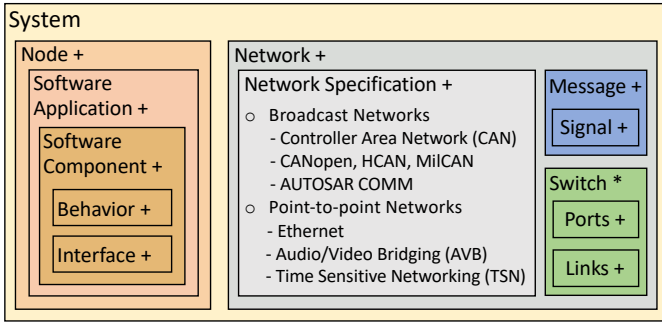 System
Node +
Software
Application +
Software
Component +
Behavior +
Interface +
Network +
Network Specification +
o Broadcast Networks
- Controller Area Network (CAN)
- CANopen, HCAN, MilCAN
- AUTOSAR COMM
o Point-to-point Networks
- Ethernet
- Audio/Video Bridging (AVB)
- Time Sensitive Networking (TSN)
Message +
Signal +
Switch *
Ports +
Links +